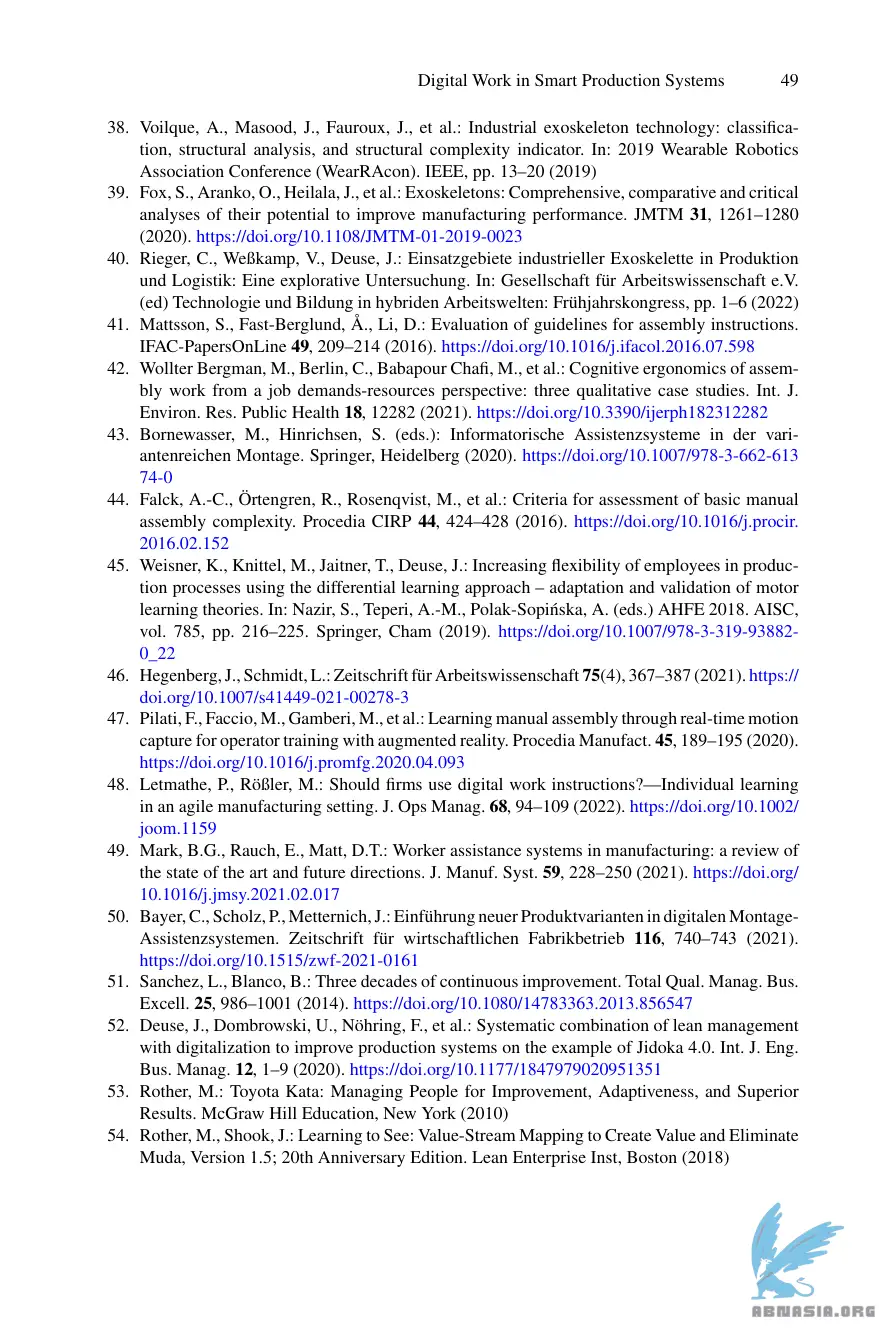 Digital Work in Smart Production Systems 49
38. Voilque, A., Masood, J., Fauroux, J., et al.: Industrial exoskeleton technology: classifica-
tion, structural analysis, and structural complexity indicator. In: 2019 Wearable Robotics
Association Conference (WearRAcon). IEEE, pp. 13–20 (2019)
39. Fox, S., Aranko, O., Heilala, J., et al.: Exoskeletons: Comprehensive, comparative and critical
analyses of their potential to improve manufacturing performance. JMTM 31, 1261–1280
(2020). https://doi.org/10.1108/JMTM-01-2019-0023
40. Rieger, C., Weßkamp, V., Deuse, J.: Einsatzgebiete industrieller Exoskelette in Produktion
und Logistik: Eine explorative Untersuchung. In: Gesellschaft für Arbeitswissenschaft e.V.
(ed) Technologie und Bildung in hybriden Arbeitswelten: Frühjahrskongress, pp. 1–6 (2022)
41. Mattsson, S., Fast-Berglund, Å., Li, D.: Evaluation of guidelines for assembly instructions.
IFAC-PapersOnLine 49, 209–214 (2016). https://doi.org/10.1016/j.ifacol.2016.07.598
42. Wollter Bergman, M., Berlin, C., Babapour Chafi, M., et al.: Cognitive ergonomics of assem-
bly work from a job demands-resources perspective: three qualitative case studies. Int. J.
Environ. Res. Public Health 18, 12282 (2021). https://doi.org/10.3390/ijerph182312282
43. Bornewasser, M., Hinrichsen, S. (eds.): Informatorische Assistenzsysteme in der vari-
antenreichen Montage. Springer, Heidelberg (2020). https://doi.org/10.1007/978-3-662-613
74-0
44. Falck, A.-C., Örtengren, R., Rosenqvist, M., et al.: Criteria for assessment of basic manual
assembly complexity. Procedia CIRP 44, 424–428 (2016). https://doi.org/10.1016/j.procir.
2016.02.152
45. Weisner, K., Knittel, M., Jaitner, T., Deuse, J.: Increasing flexibility of employees in produc-
tion processes using the differential learning approach – adaptation and validation of motor
learning theories. In: Nazir, S., Teperi, A.-M., Polak-Sopińska, A. (eds.) AHFE 2018. AISC,
vol. 785, pp. 216–225. Springer, Cham (2019). https://doi.org/10.1007/978-3-319-93882-
0_22
46. Hegenberg, J., Schmidt, L.: Zeitschrift für Arbeitswissenschaft 75(4), 367–387 (2021). https://
doi.org/10.1007/s41449-021-00278-3
47. Pilati, F., Faccio, M., Gamberi, M., et al.: Learning manual assembly through real-time motion
capture for operator training with augmented reality. Procedia Manufact. 45, 189–195 (2020).
https://doi.org/10.1016/j.promfg.2020.04.093
48. Letmathe, P., Rößler, M.: Should firms use digital work instructions?—Individual learning
in an agile manufacturing setting. J. Ops Manag. 68, 94–109 (2022). https://doi.org/10.1002/
joom.1159
49. Mark, B.G., Rauch, E., Matt, D.T.: Worker assistance systems in manufacturing: a review of
the state of the art and future directions. J. Manuf. Syst. 59, 228–250 (2021). https://doi.org/
10.1016/j.jmsy.2021.02.017
50. Bayer, C., Scholz, P., Metternich, J.: Einführung neuer Produktvarianten in digitalen Montage-
Assistenzsystemen. Zeitschrift für wirtschaftlichen Fabrikbetrieb 116, 740–743 (2021).
https://doi.org/10.1515/zwf-2021-0161
51. Sanchez, L., Blanco, B.: Three decades of continuous improvement. Total Qual. Manag. Bus.
Excell. 25, 986–1001 (2014). https://doi.org/10.1080/14783363.2013.856547
52. Deuse, J., Dombrowski, U., Nöhring, F., et al.: Systematic combination of lean management
with digitalization to improve production systems on the example of Jidoka 4.0. Int. J. Eng.
Bus. Manag. 12, 1–9 (2020). https://doi.org/10.1177/1847979020951351
53. Rother, M.: Toyota Kata: Managing People for Improvement, Adaptiveness, and Superior
Results. McGraw Hill Education, New York (2010)
54. Rother, M., Shook, J.: Learning to See: Value-Stream Mapping to Create Value and Eliminate
Muda, Version 1.5; 20th Anniversary Edition. Lean Enterprise Inst, Boston (2018)
ABNASIA.ORG